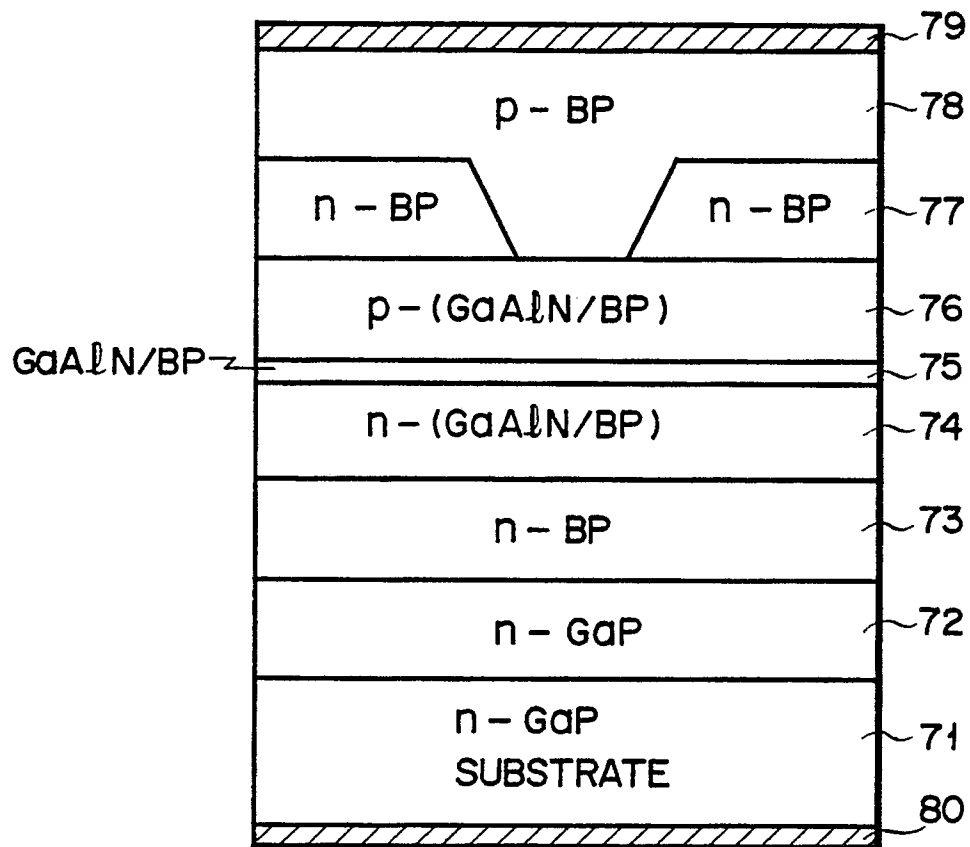 79
p - BP
78
n - BP
n - BP
77
p - (GaAlN/BP)
76
GaAlN/BP
75
n - (GaAlN/BP)
74
n - BP
73
n - GaP
72
n - GaP
71
SUBSTRATE
80